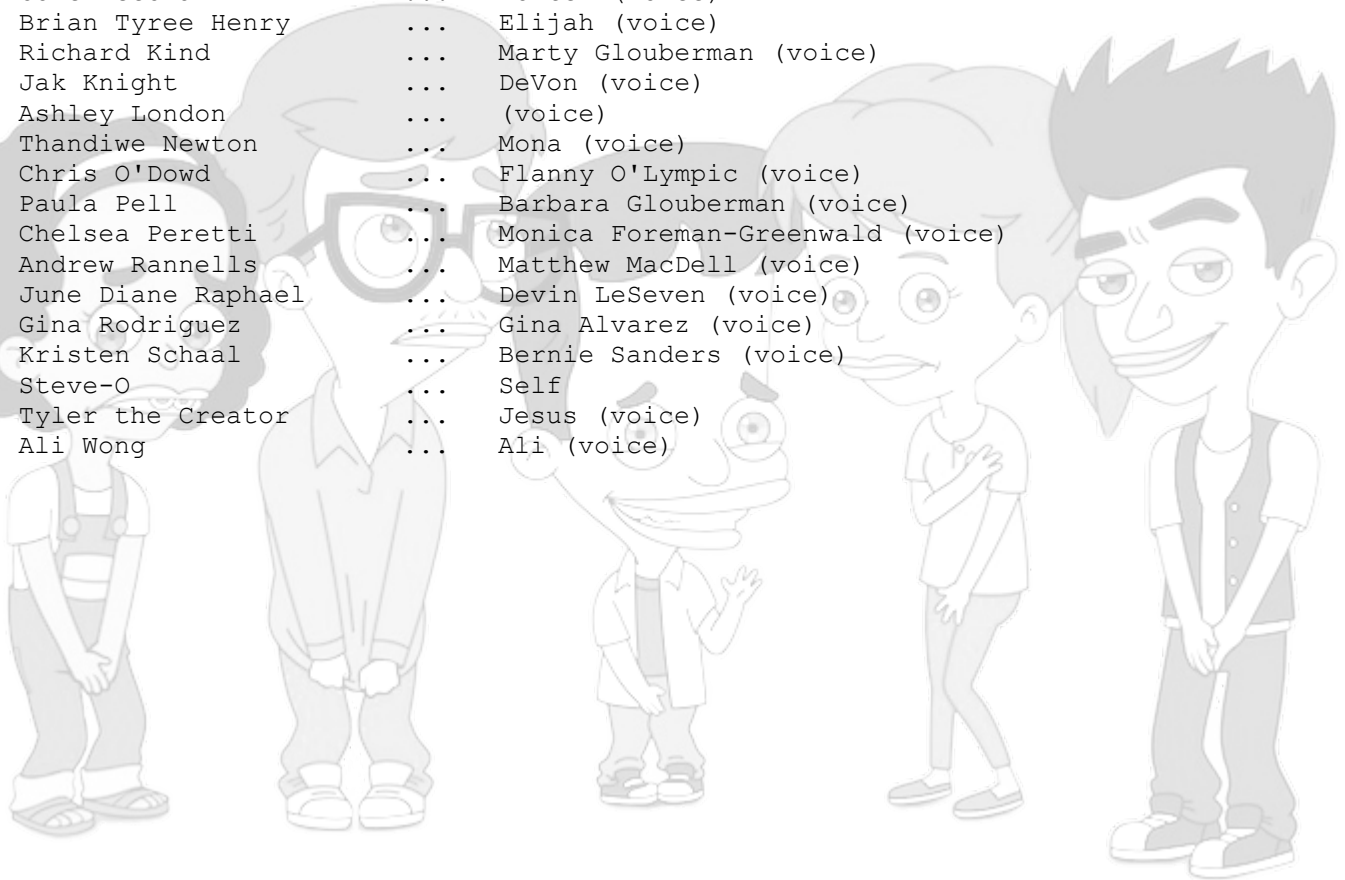 Brian Tyree Henry ... Elijah (voice)
Richard Kind ... Marty Glouberman (voice)
Jak Knight ... DeVon (voice)
Ashley London ... (voice)
Thandiwe Newton ... Mona (voice)
Chris O'Dowd ... Flanny O'Lympic (voice)
Paula Pell ... Barbara Glouberman (voice)
Chelsea Peretti ... Monica Foreman-Greenwald (voice)
Andrew Rannells ... Matthew MacDell (voice)
June Diane Raphael ... Devin LeSeven (voice)
Gina Rodriguez ... Gina Alvarez (voice)
Kristen Schaal ... Bernie Sanders (voice)
Steve-O ... Self
Tyler the Creator ... Jesus (voice)
Ali Wong ... Ali (voice)